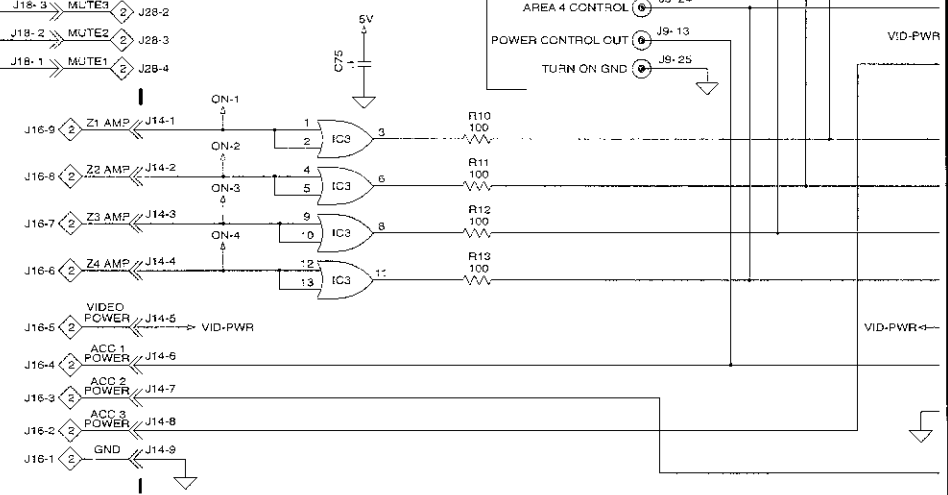 J18- 3 MUTE3 2 J28-2
J18- 2 MUTE2 2 J28-3
J18- 1 MUTE1 2 J28-4
5V
C75
.1
AREA 4 CONTROL
POWER CONTROL OUT J9- 13
TURN ON GND J9- 25
VID-PWR
ON-1
J16-9 2 Z1 AMP J14-1 1 2 IC3 3 R10 100
ON-2
J16-8 2 Z2 AMP J14-2 4 5 IC3 6 R11 100
ON-3
J16-7 2 Z3 AMP J14-3 9 10 IC3 8 R12 100
ON-4
J16-6 2 Z4 AMP J14-4 12 13 IC3 11 R13 100
J16-5 2 VIDEO POWER J14-5 VID-PWR VID-PWR
J16-4 2 ACC 1 POWER J14-6
J16-3 2 ACC 2 POWER J14-7
J16-2 2 ACC 3 POWER J14-8
J16-1 2 GND J14-9